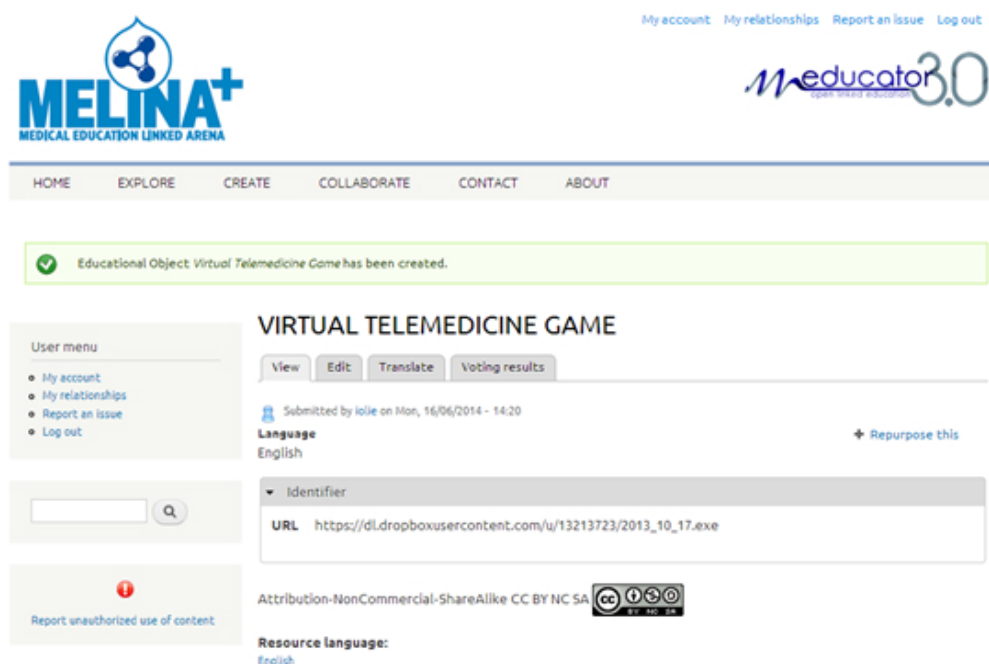 My account My relationships Report an issue Log out
MELINA+
MEDICAL EDUCATION LINKED ARENA
meducator3.0
open linked education
HOME EXPLORE CREATE COLLABORATE CONTACT ABOUT
Educational Object Virtual Telemedicine Game has been created.
User menu
My account
My relationships
Report an issue
Log out
Report unauthorized use of content
VIRTUAL TELEMEDICINE GAME
View Edit Translate Voting results
Submitted by iolie on Mon, 16/06/2014 - 14:20
Language
English
Repurpose this
Identifier
URL https://dl.dropboxusercontent.com/u/13213723/2013_10_17.exe
Attribution-NonCommercial-ShareAlike CC BY NC SA cc BY NC SA
Resource language:
English